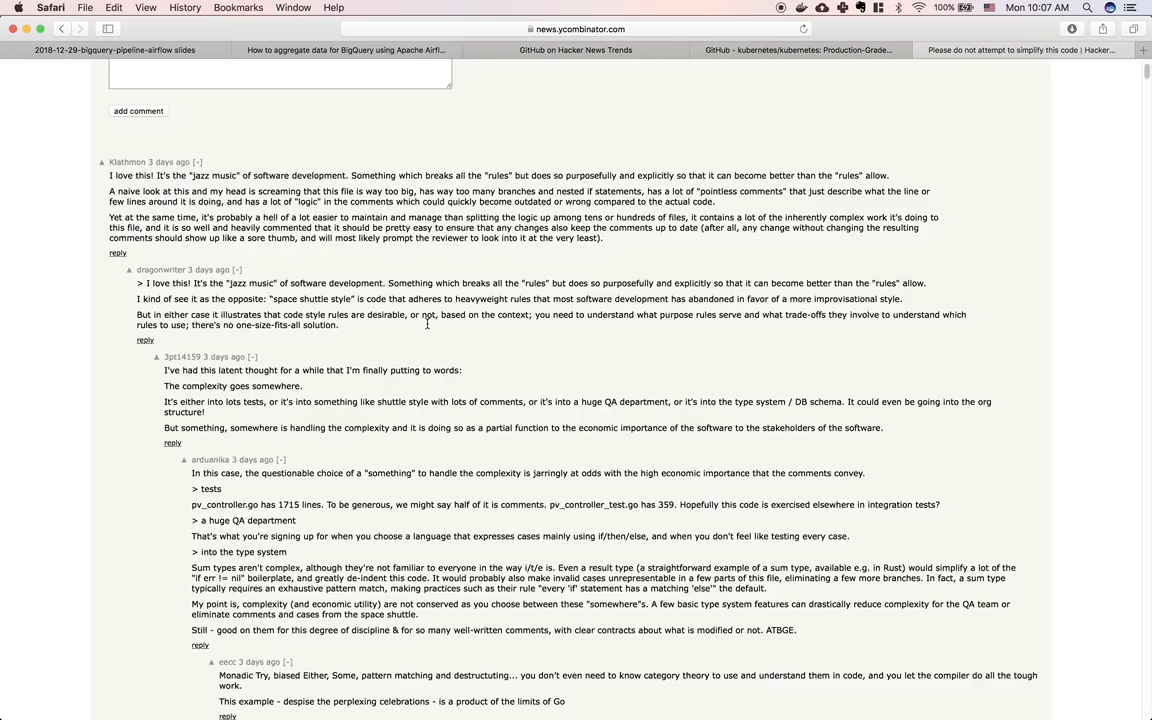 Safari File Edit View History Bookmarks Window Help 100% Mon 10:07 AM
news.ycombinator.com
2018-12-29-bigquery-pipeline-airflow slides
How to aggregate data for BigQuery using Apache Airfl...
GitHub on Hacker News Trends
GitHub - kubernetes/kubernetes: Production-Grade...
Please do not attempt to simplify this code | Hacker...
add comment
Klathmon 3 days ago [-]
I love this! It's the "jazz music" of software development. Something which breaks all the "rules" but does so purposefully and explicitly so that it can become better than the "rules" allow.
A naive look at this and my head is screaming that this file is way too big, has way too many branches and nested if statements, has a lot of "pointless comments" that just describe what the line or
few lines around it is doing, and has a lot of "logic" in the comments which could quickly become outdated or wrong compared to the actual code.
Yet at the same time, it's probably a hell of a lot easier to maintain and manage than splitting the logic up among tens or hundreds of files, it contains a lot of the inherently complex work it's doing to
this file, and it is so well and heavily commented that it should be pretty easy to ensure that any changes also keep the comments up to date (after all, any change without changing the resulting
comments should show up like a sore thumb, and will most likely prompt the reviewer to look into it at the very least).
reply
dragonwriter 3 days ago [-]
> I love this! It's the "jazz music" of software development. Something which breaks all the "rules" but does so purposefully and explicitly so that it can become better than the "rules" allow.
I kind of see it as the opposite: “space shuttle style” is code that adheres to heavyweight rules that most software development has abandoned in favor of a more improvisational style.
But in either case it illustrates that code style rules are desirable, or not, based on the context; you need to understand what purpose rules serve and what trade-offs they involve to understand which
rules to use; there's no one-size-fits-all solution.
reply
3pt14159 3 days ago [-]
I've had this latent thought for a while that I'm finally putting to words:
The complexity goes somewhere.
It's either into lots tests, or it's into something like shuttle style with lots of comments, or it's into a huge QA department, or it's into the type system / DB schema. It could even be going into the org
structure!
But something, somewhere is handling the complexity and it is doing so as a partial function to the economic importance of the software to the stakeholders of the software.
reply
arduanika 3 days ago [-]
In this case, the questionable choice of a "something" to handle the complexity is jarringly at odds with the high economic importance that the comments convey.
> tests
pv_controller.go has 1715 lines. To be generous, we might say half of it is comments. pv_controller_test.go has 359. Hopefully this code is exercised elsewhere in integration tests?
> a huge QA department
That's what you're signing up for when you choose a language that expresses cases mainly using if/then/else, and when you don't feel like testing every case.
> into the type system
Sum types aren't complex, although they're not familiar to everyone in the way i/t/e is. Even a result type (a straightforward example of a sum type, available e.g. in Rust) would simplify a lot of the
"if err != nil" boilerplate, and greatly de-indent this code. It would probably also make invalid cases unrepresentable in a few parts of this file, eliminating a few more branches. In fact, a sum type
typically requires an exhaustive pattern match, making practices such as their rule "every 'if' statement has a matching 'else'" the default.
My point is, complexity (and economic utility) are not conserved as you choose between these "somewhere"s. A few basic type system features can drastically reduce complexity for the QA team or
eliminate comments and cases from the space shuttle.
Still - good on them for this degree of discipline & for so many well-written comments, with clear contracts about what is modified or not. ATBGE.
reply
eecc 3 days ago [-]
Monadic Try, biased Either, Some, pattern matching and destructuting... you don’t even need to know category theory to use and understand them in code, and you let the compiler do all the tough
work.
This example - despise the perplexing celebrations - is a product of the limits of Go
reply